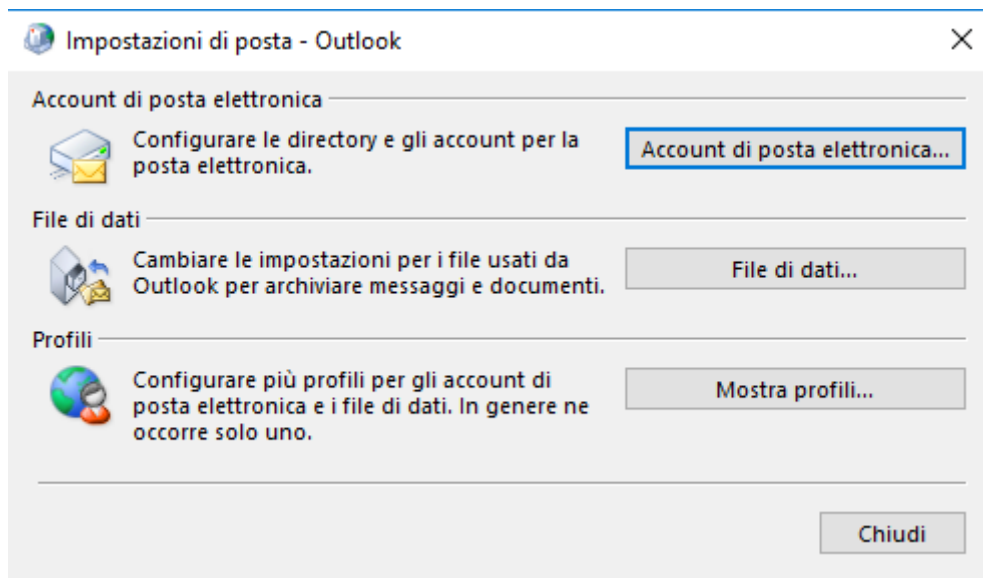 Impostazioni di posta - Outlook
Account di posta elettronica
Configurare le directory e gli account per la
posta elettronica.
Account di posta elettronica...
File di dati
Cambiare le impostazioni per i file usati da
Outlook per archiviare messaggi e documenti.
File di dati...
Profili
Configurare più profili per gli account di
posta elettronica e i file di dati. In genere ne
occorre solo uno.
Mostra profili...
Chiudi